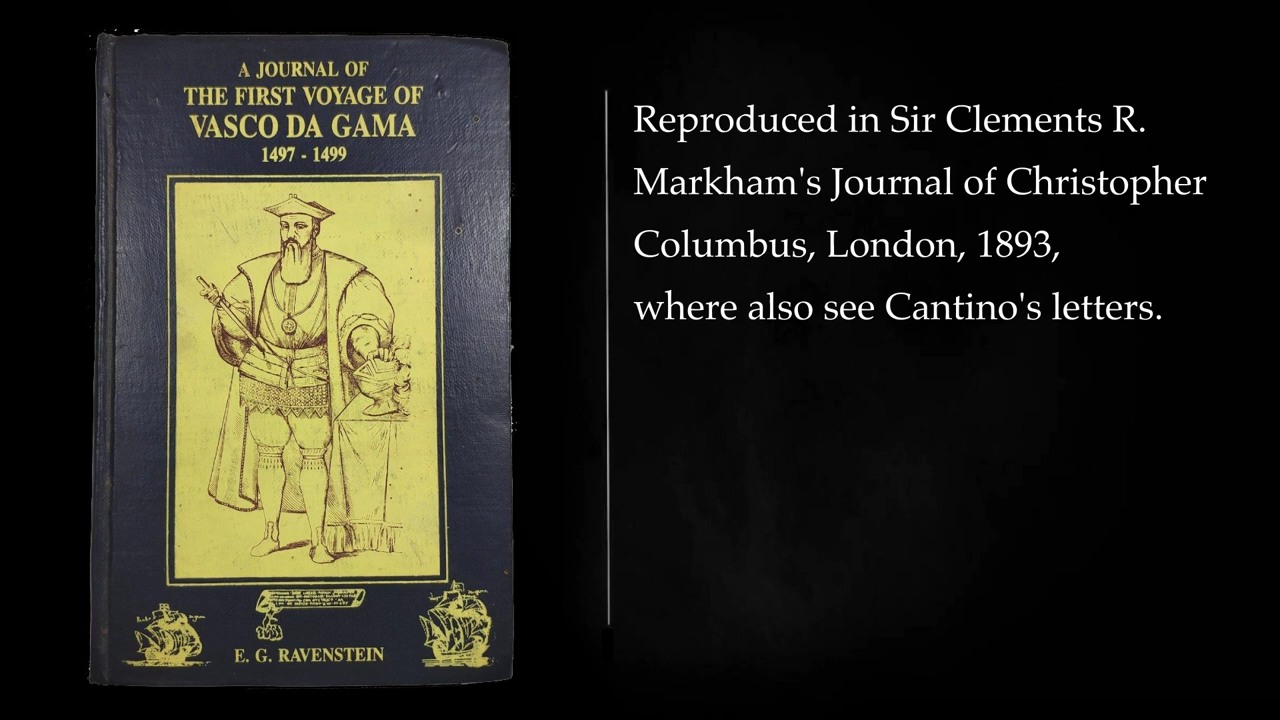 A JOURNAL OF
THE FIRST VOYAGE OF
VASCO DA GAMA
1497 - 1499
E. G. RAVENSTEIN
Reproduced in Sir Clements R.
Markham's Journal of Christopher
Columbus, London, 1893,
where also see Cantino's letters.